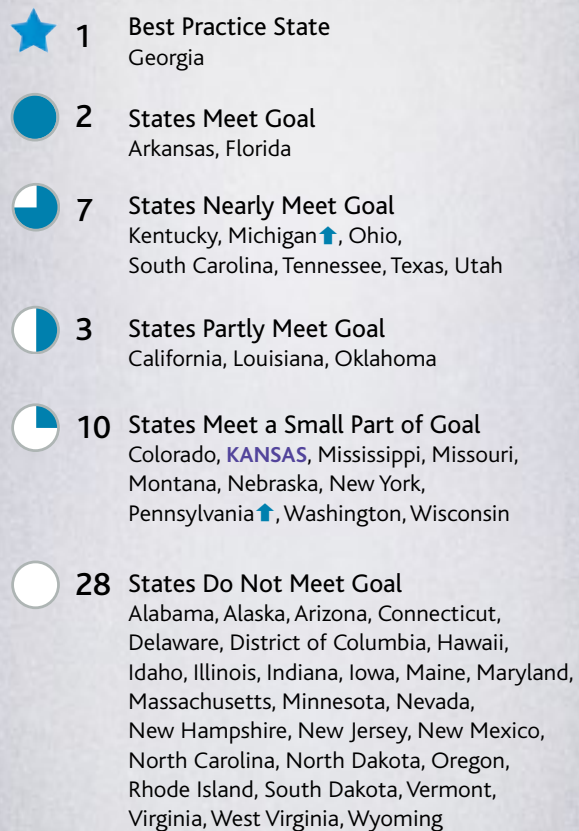 1 Best Practice State
Georgia
2 States Meet Goal
Arkansas, Florida
7 States Nearly Meet Goal
Kentucky, Michigan⬆, Ohio,
South Carolina, Tennessee, Texas, Utah
3 States Partly Meet Goal
California, Louisiana, Oklahoma
10 States Meet a Small Part of Goal
Colorado, KANSAS, Mississippi, Missouri,
Montana, Nebraska, New York,
Pennsylvania⬆, Washington, Wisconsin
28 States Do Not Meet Goal
Alabama, Alaska, Arizona, Connecticut,
Delaware, District of Columbia, Hawaii,
Idaho, Illinois, Indiana, Iowa, Maine, Maryland,
Massachusetts, Minnesota, Nevada,
New Hampshire, New Jersey, New Mexico,
North Carolina, North Dakota, Oregon,
Rhode Island, South Dakota, Vermont,
Virginia, West Virginia, Wyoming